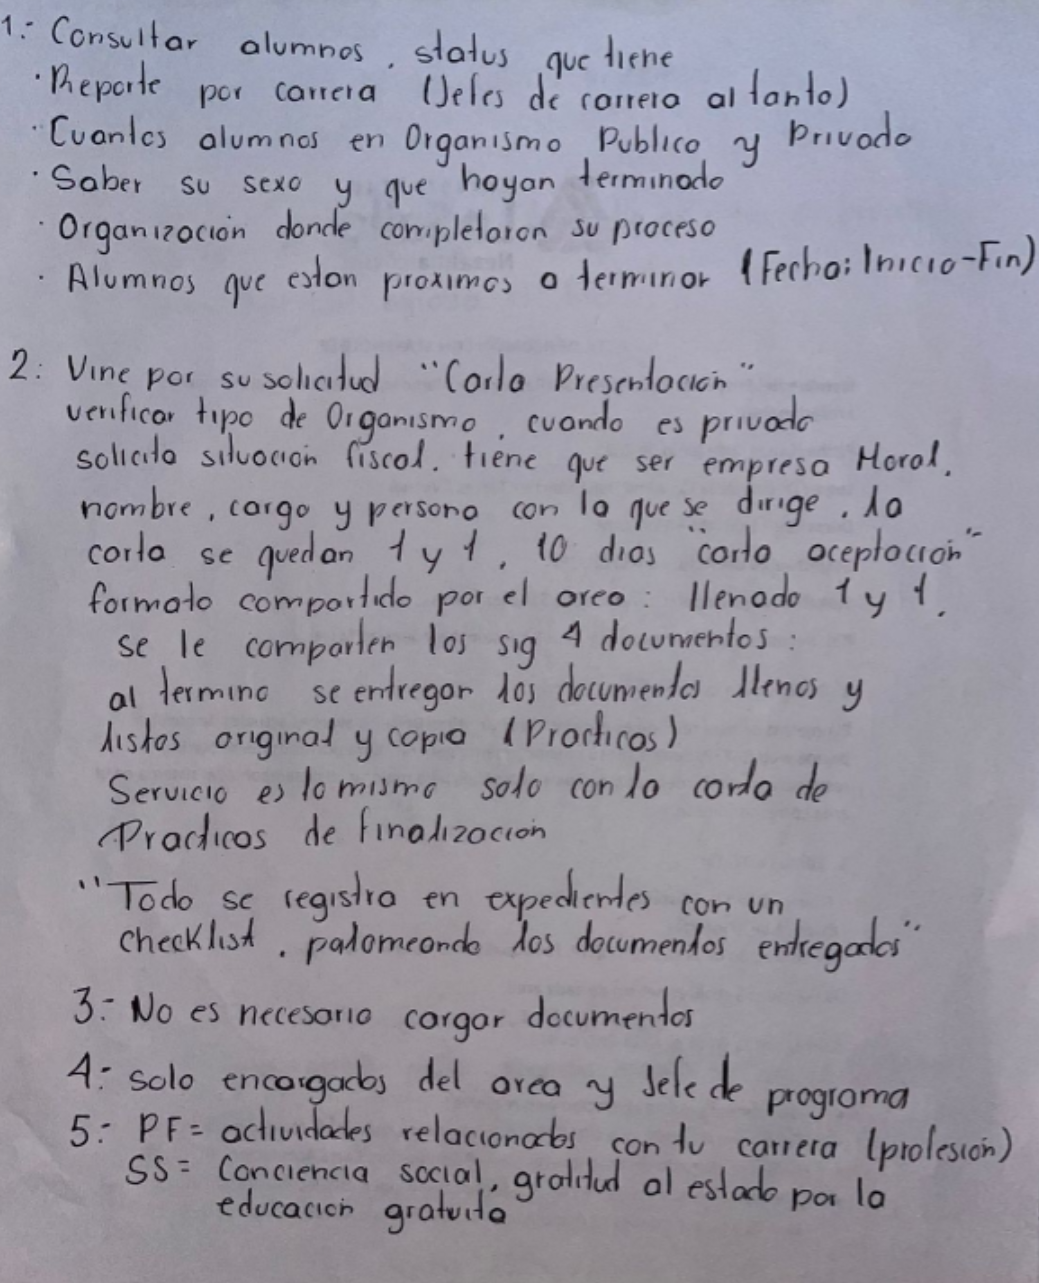 1.- Consultar alumnos, status que tiene
· Reporte por carrera (Jefes de carrera al tanto)
· Cuantos alumnos en Organismo Publico y Privado
· Saber su sexo y que hayan terminado
· Organización donde completaron su proceso
· Alumnos que estan proximos a terminar (Fecha: Inicio-Fin)
2: Vine por su solicitud "Carta Presentación"
verificar tipo de Organismo, cuando es privado
solicita situación fiscal. tiene que ser empresa Moral,
nombre, cargo y persona con la que se dirige, la
carta se quedan 1 y 1, 10 dias "carta aceptación"
formato compartido por el area: llenado 1 y 1.
se le comparten los sig 4 documentos:
al termino se entregan los documentos llenos y
listos original y copia (Practicas)
Servicio es lo mismo solo con la carta de
Practicas de finalización
"Todo se registra en expedientes con un
checklist, palomeando los documentos entregados"
3.- No es necesario cargar documentos
4.- solo encargados del area y Jefe de programa
5.- PF = actividades relacionadas con tu carrera (profesión)
SS = Conciencia social, gratitud al estado por la
educación gratuita